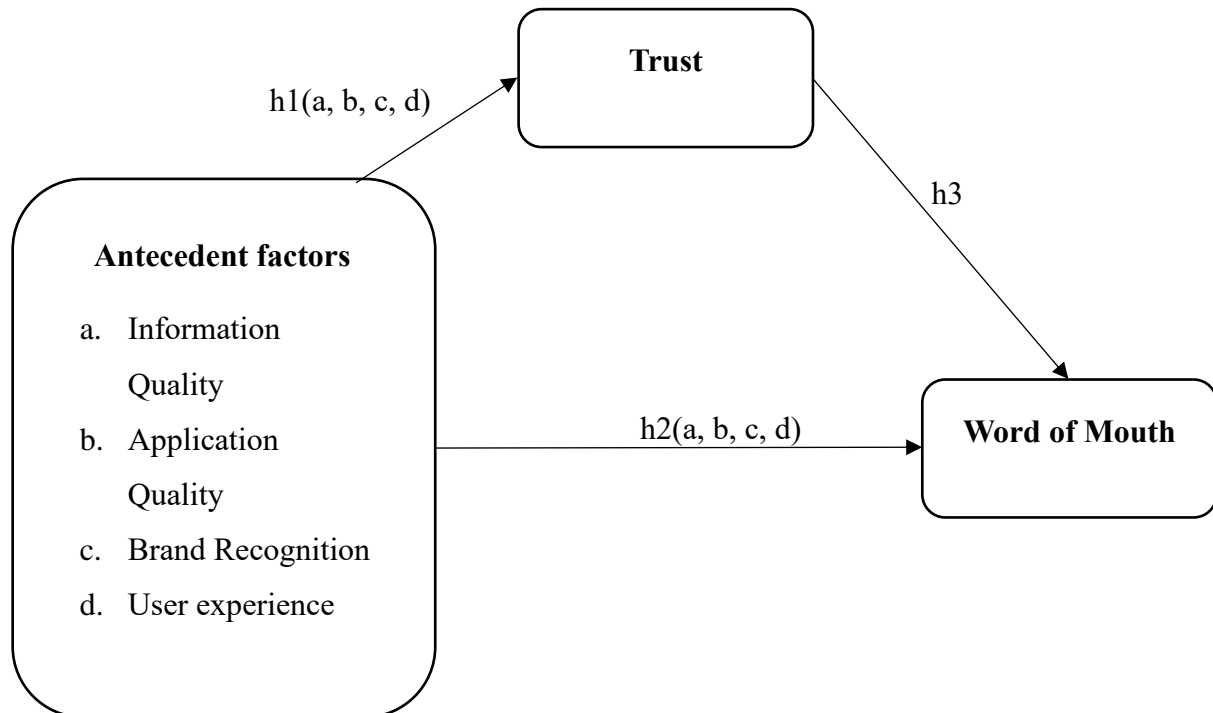 Trust
h1(a, b, c, d)
h3
Antecedent factors
a. Information
Quality
b. Application
Quality
c. Brand Recognition
d. User experience
h2(a, b, c, d)
Word of Mouth